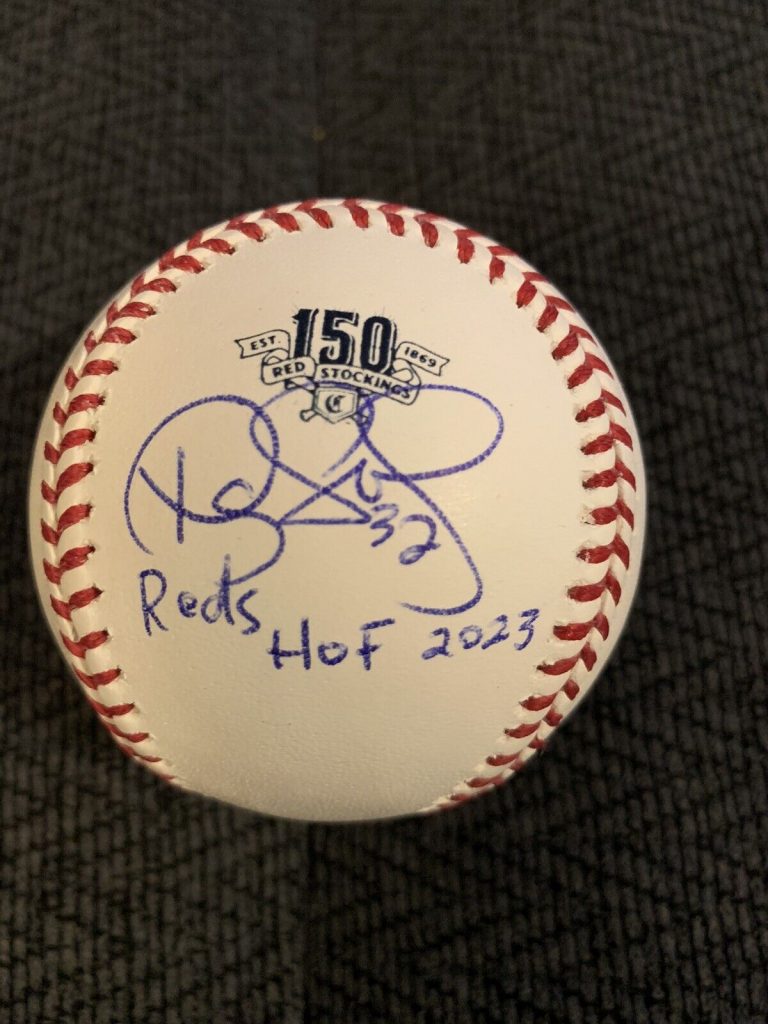 150
EST. 1869
RED STOCKINGS
C
32
Reds
HOF 2023